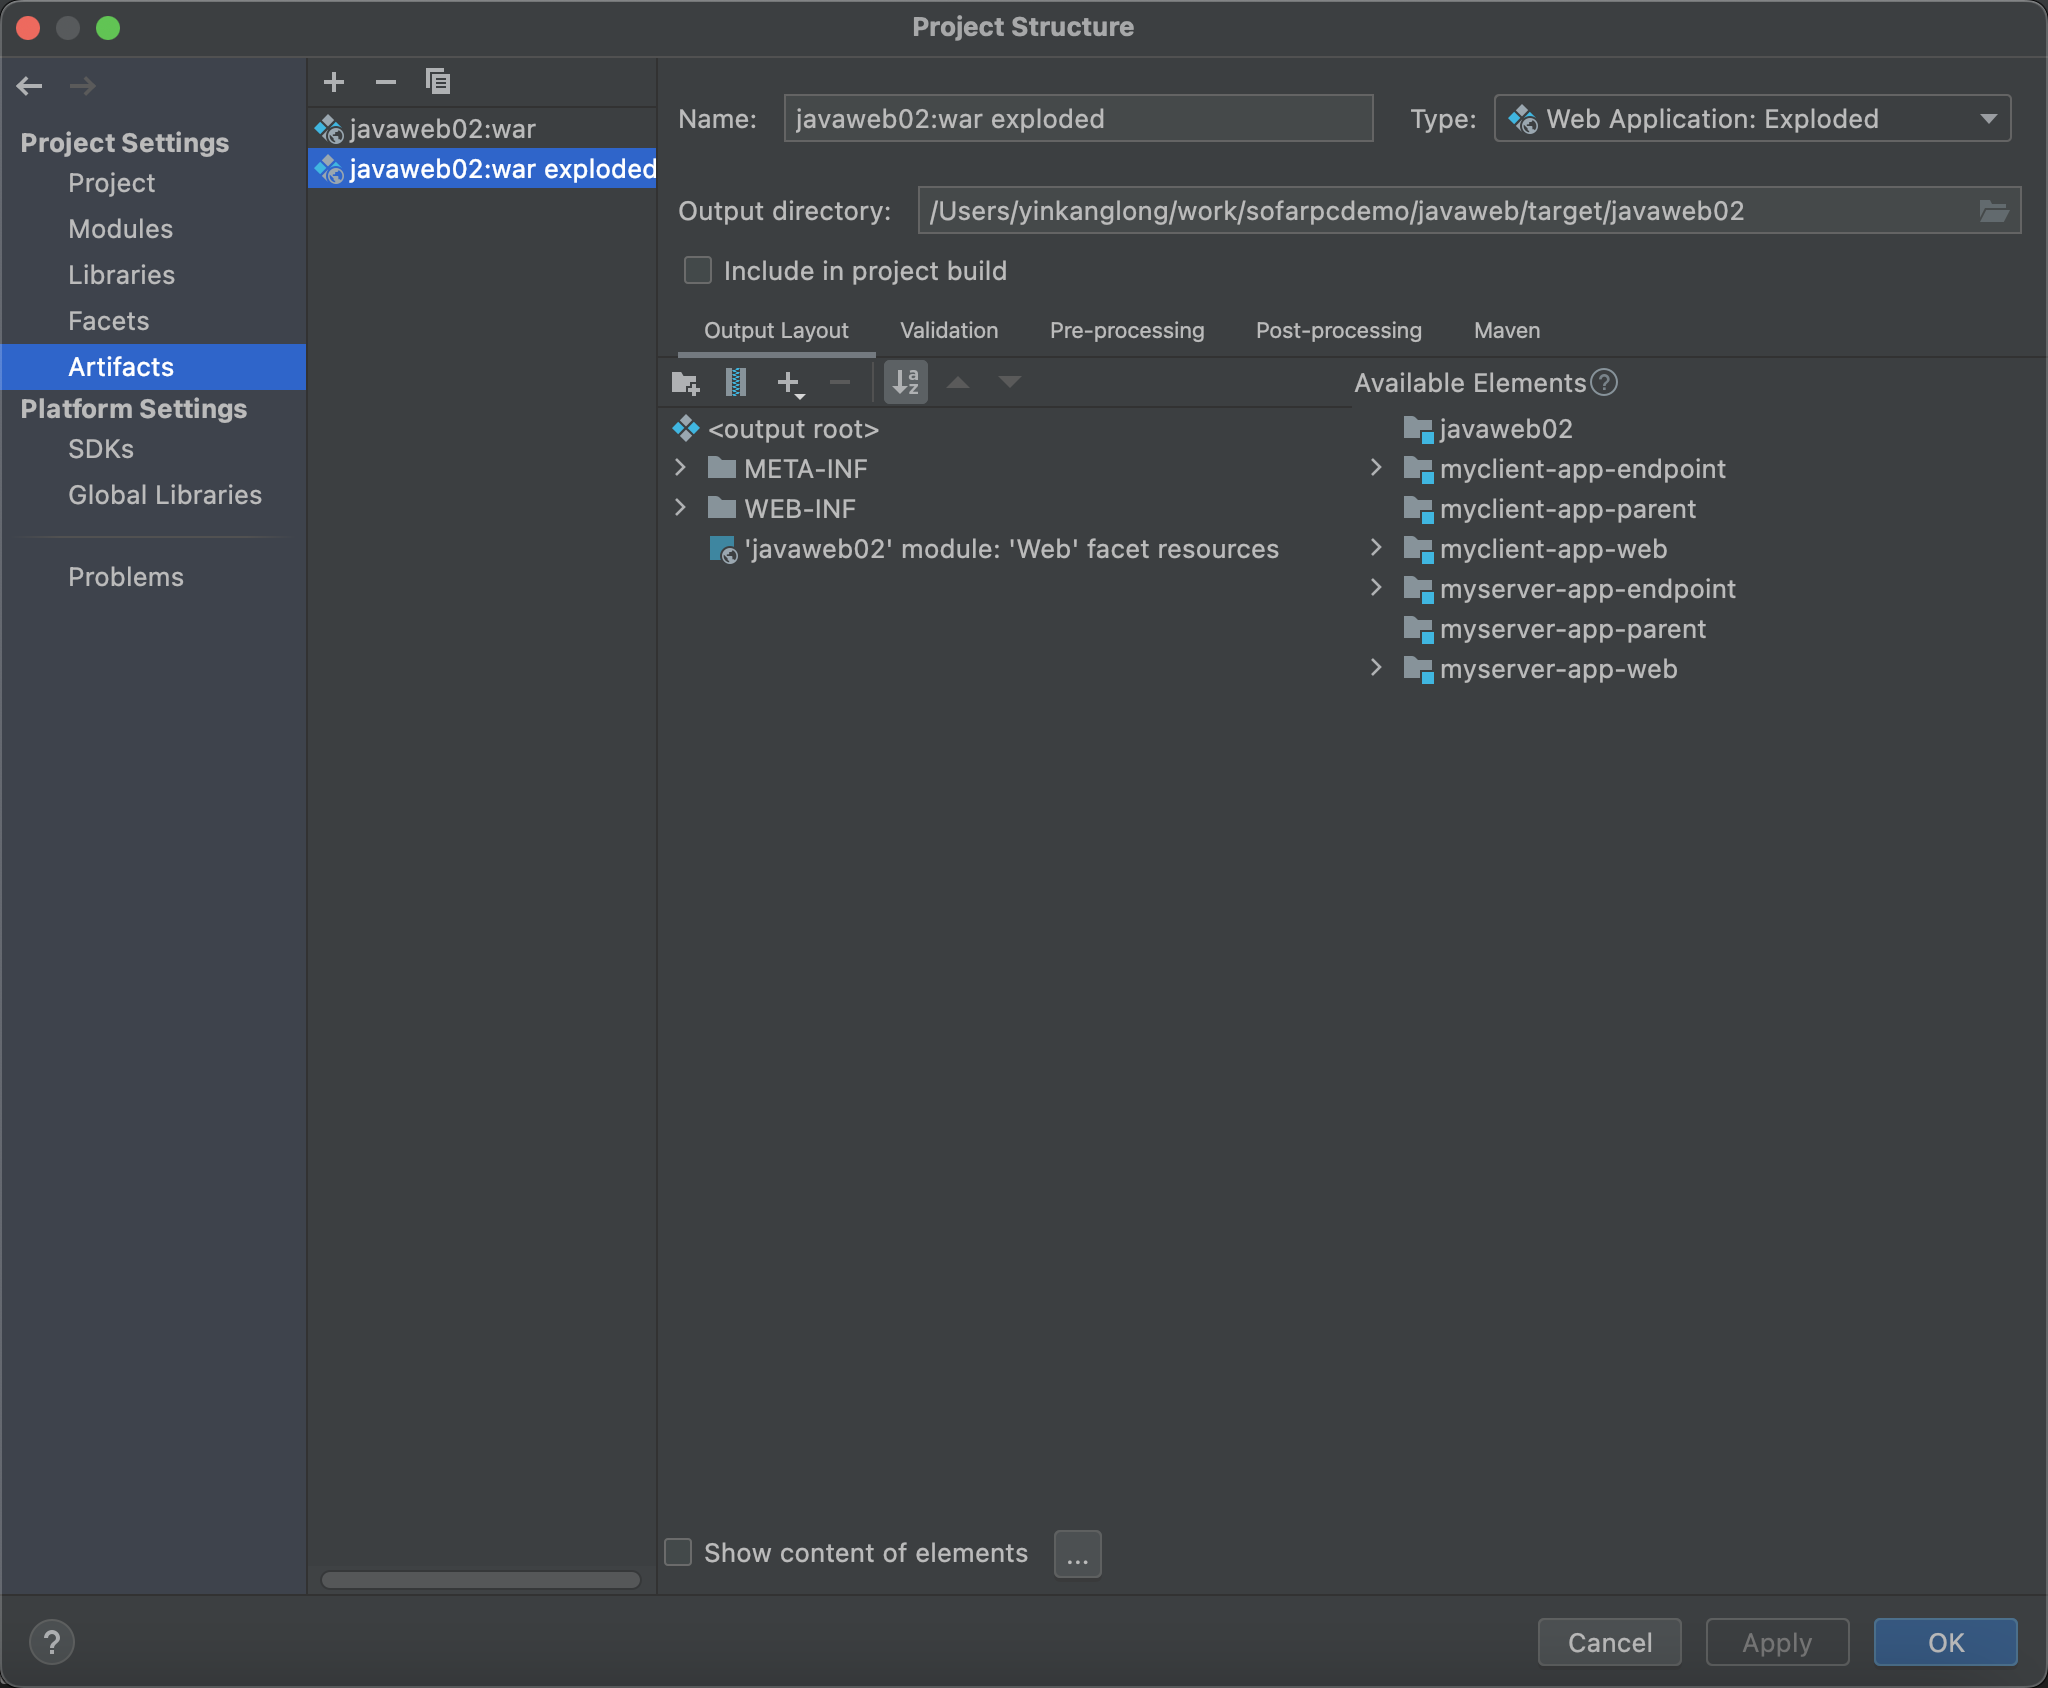 Project Structure
Project Settings
Project
Modules
Libraries
Facets
Artifacts
Platform Settings
SDKs
Global Libraries
Problems
javaweb02:war
javaweb02:war exploded
Name: javaweb02:war exploded Type: Web Application: Exploded
Output directory: /Users/yinkanglong/work/sofarpcdemo/javaweb/target/javaweb02
Include in project build
Output Layout Validation Pre-processing Post-processing Maven
<output root>
META-INF
WEB-INF
'javaweb02' module: 'Web' facet resources
Available Elements ?
javaweb02
myclient-app-endpoint
myclient-app-parent
myclient-app-web
myserver-app-endpoint
myserver-app-parent
myserver-app-web
Show content of elements ...
? Cancel Apply OK